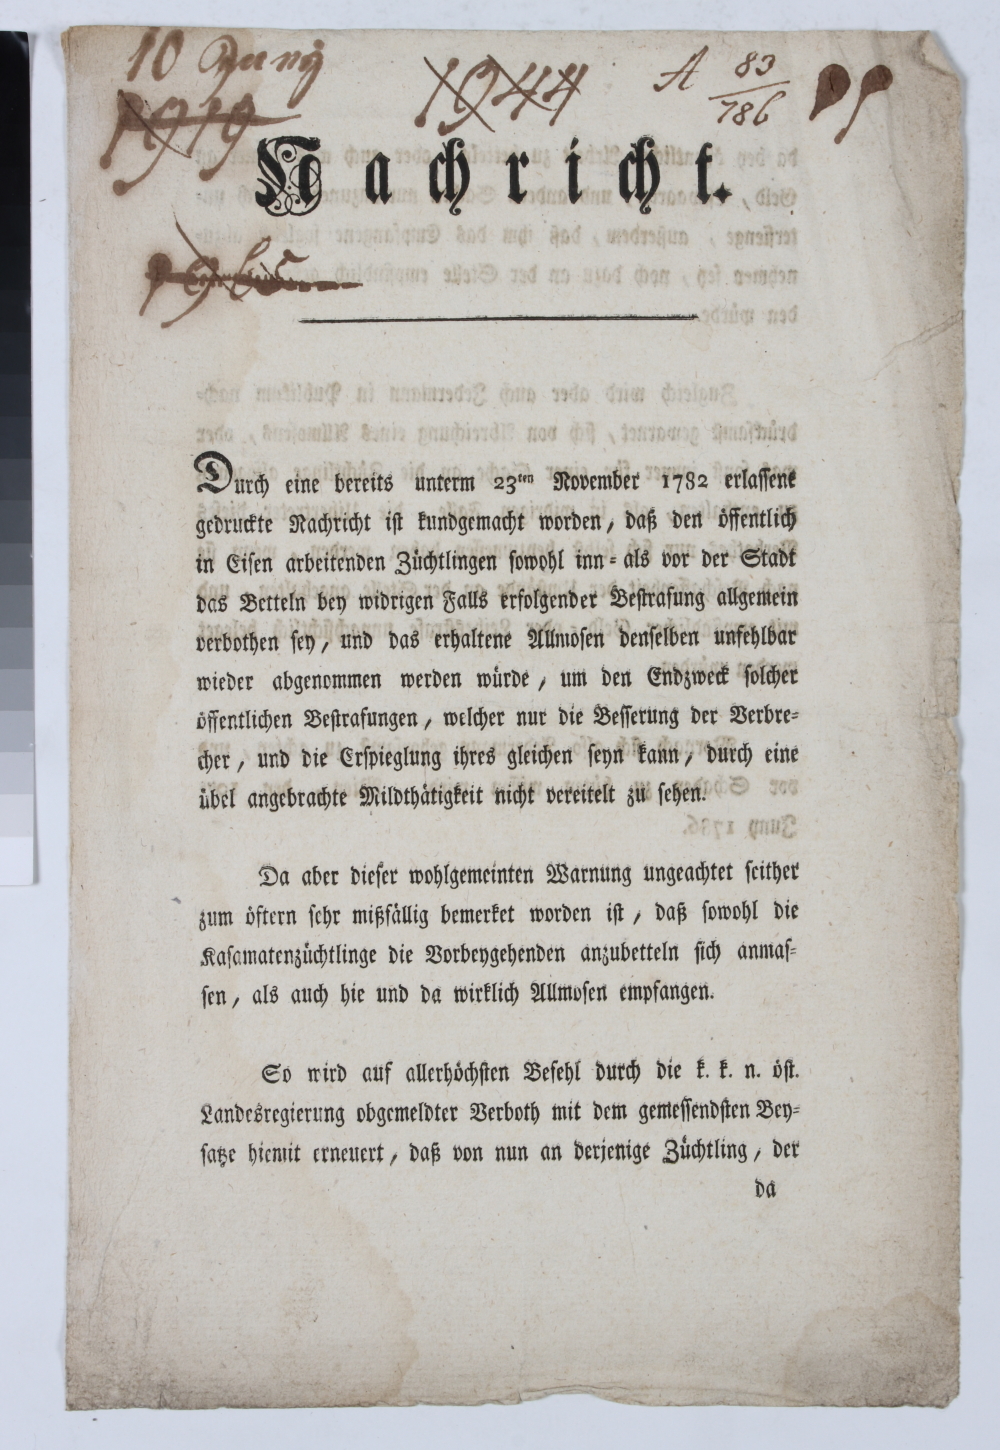 10 Juny
1919
1944
A 83/786
Nachricht.
Durch eine bereits unterm 23ten November 1782 erlassene
gedruckte Nachricht ist kundgemacht worden, daß den öffentlich
in Eisen arbeitenden Züchtlingen sowohl inn= als vor der Stadt
das Betteln bey widrigen Falls erfolgender Bestrafung allgemein
verbothen sey, und das erhaltene Allmosen denselben unfehlbar
wieder abgenommen werden würde, um den Endzweck solcher
öffentlichen Bestrafungen, welcher nur die Besserung der Verbre=
cher, und die Erspieglung ihres gleichen seyn kann, durch eine
übel angebrachte Mildthätigkeit nicht vereitelt zu sehen.
Da aber dieser wohlgemeinten Warnung ungeachtet seither
zum öftern sehr mißfällig bemerket worden ist, daß sowohl die
Kasamatenzüchtlinge die Vorbeygehenden anzubetteln sich anmas=
sen, als auch hie und da wirklich Allmosen empfangen.
So wird auf allerhöchsten Befehl durch die k. k. n. öst.
Landesregierung obgemeldter Verboth mit dem gemessendsten Bey=
satze hiemit erneuert, daß von nun an derjenige Züchtling, der
da